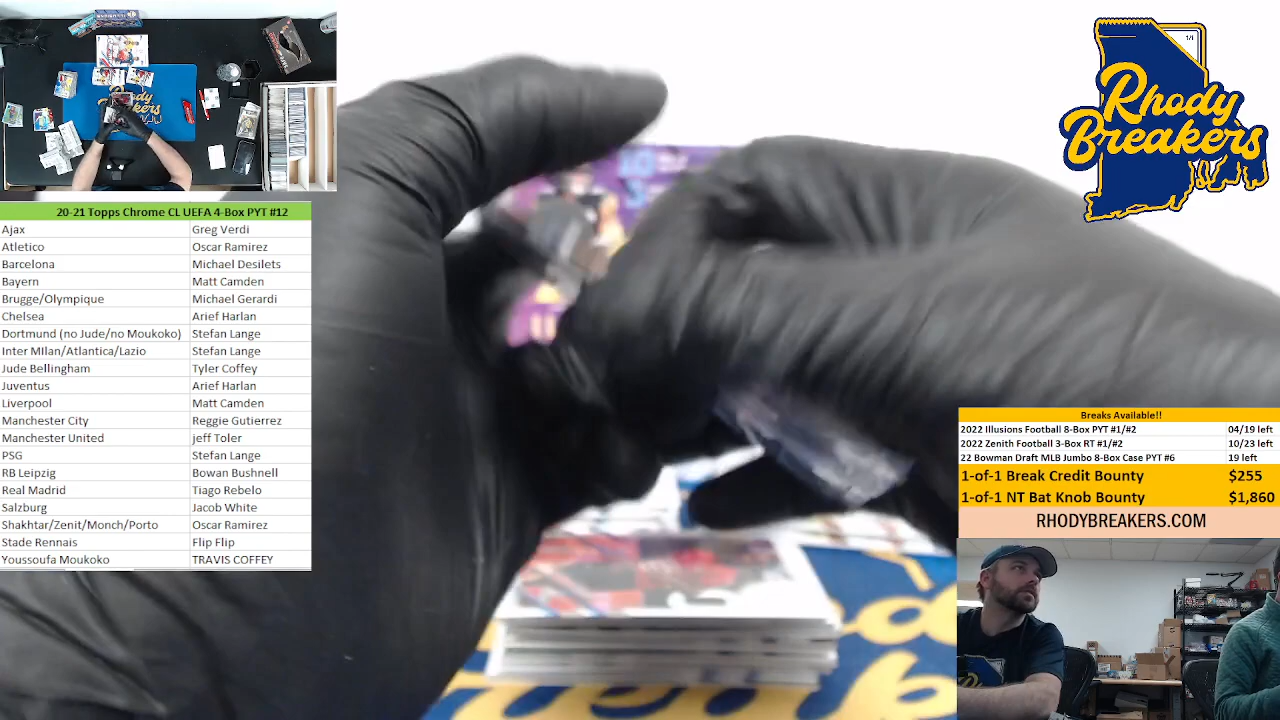 20-21 Topps Chrome CL UEFA 4-Box PYT #12
Ajax Greg Verdi
Atletico Oscar Ramirez
Barcelona Michael Desilets
Bayern Matt Camden
Brugge/Olympique Michael Gerardi
Chelsea Arief Harlan
Dortmund (no Jude/no Moukoko) Stefan Lange
Inter MIlan/Atlantica/Lazio Stefan Lange
Jude Bellingham Tyler Coffey
Juventus Arief Harlan
Liverpool Matt Camden
Manchester City Reggie Gutierrez
Manchester United jeff Toler
PSG Stefan Lange
RB Leipzig Bowan Bushnell
Real Madrid Tiago Rebelo
Salzburg Jacob White
Shakhtar/Zenit/Monch/Porto Oscar Ramirez
Stade Rennais Flip Flip
Youssoufa Moukoko TRAVIS COFFEY
1/1
Rhody
Breakers
Breaks Available!!
2022 Illusions Football 8-Box PYT #1/#2 04/19 left
2022 Zenith Football 3-Box RT #1/#2 10/23 left
22 Bowman Draft MLB Jumbo 8-Box Case PYT #6 19 left
1-of-1 Break Credit Bounty $255
1-of-1 NT Bat Knob Bounty $1,860
RHODYBREAKERS.COM
Rhody
Breakers